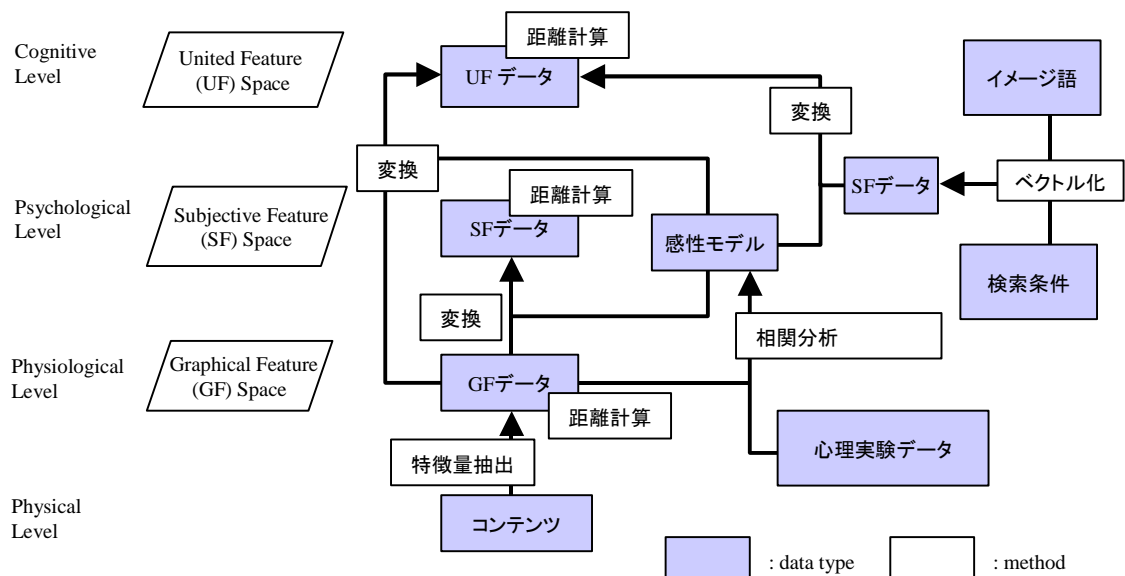 Cognitive
Level
United Feature
(UF) Space
距離計算
UF データ
イメージ語
変換
変換
SFデータ
ベクトル化
Psychological
Level
Subjective Feature
(SF) Space
距離計算
SFデータ
感性モデル
検索条件
変換
相関分析
Physiological
Level
Graphical Feature
(GF) Space
GFデータ
距離計算
心理実験データ
特徴量抽出
Physical
Level
コンテンツ
: data type
: method